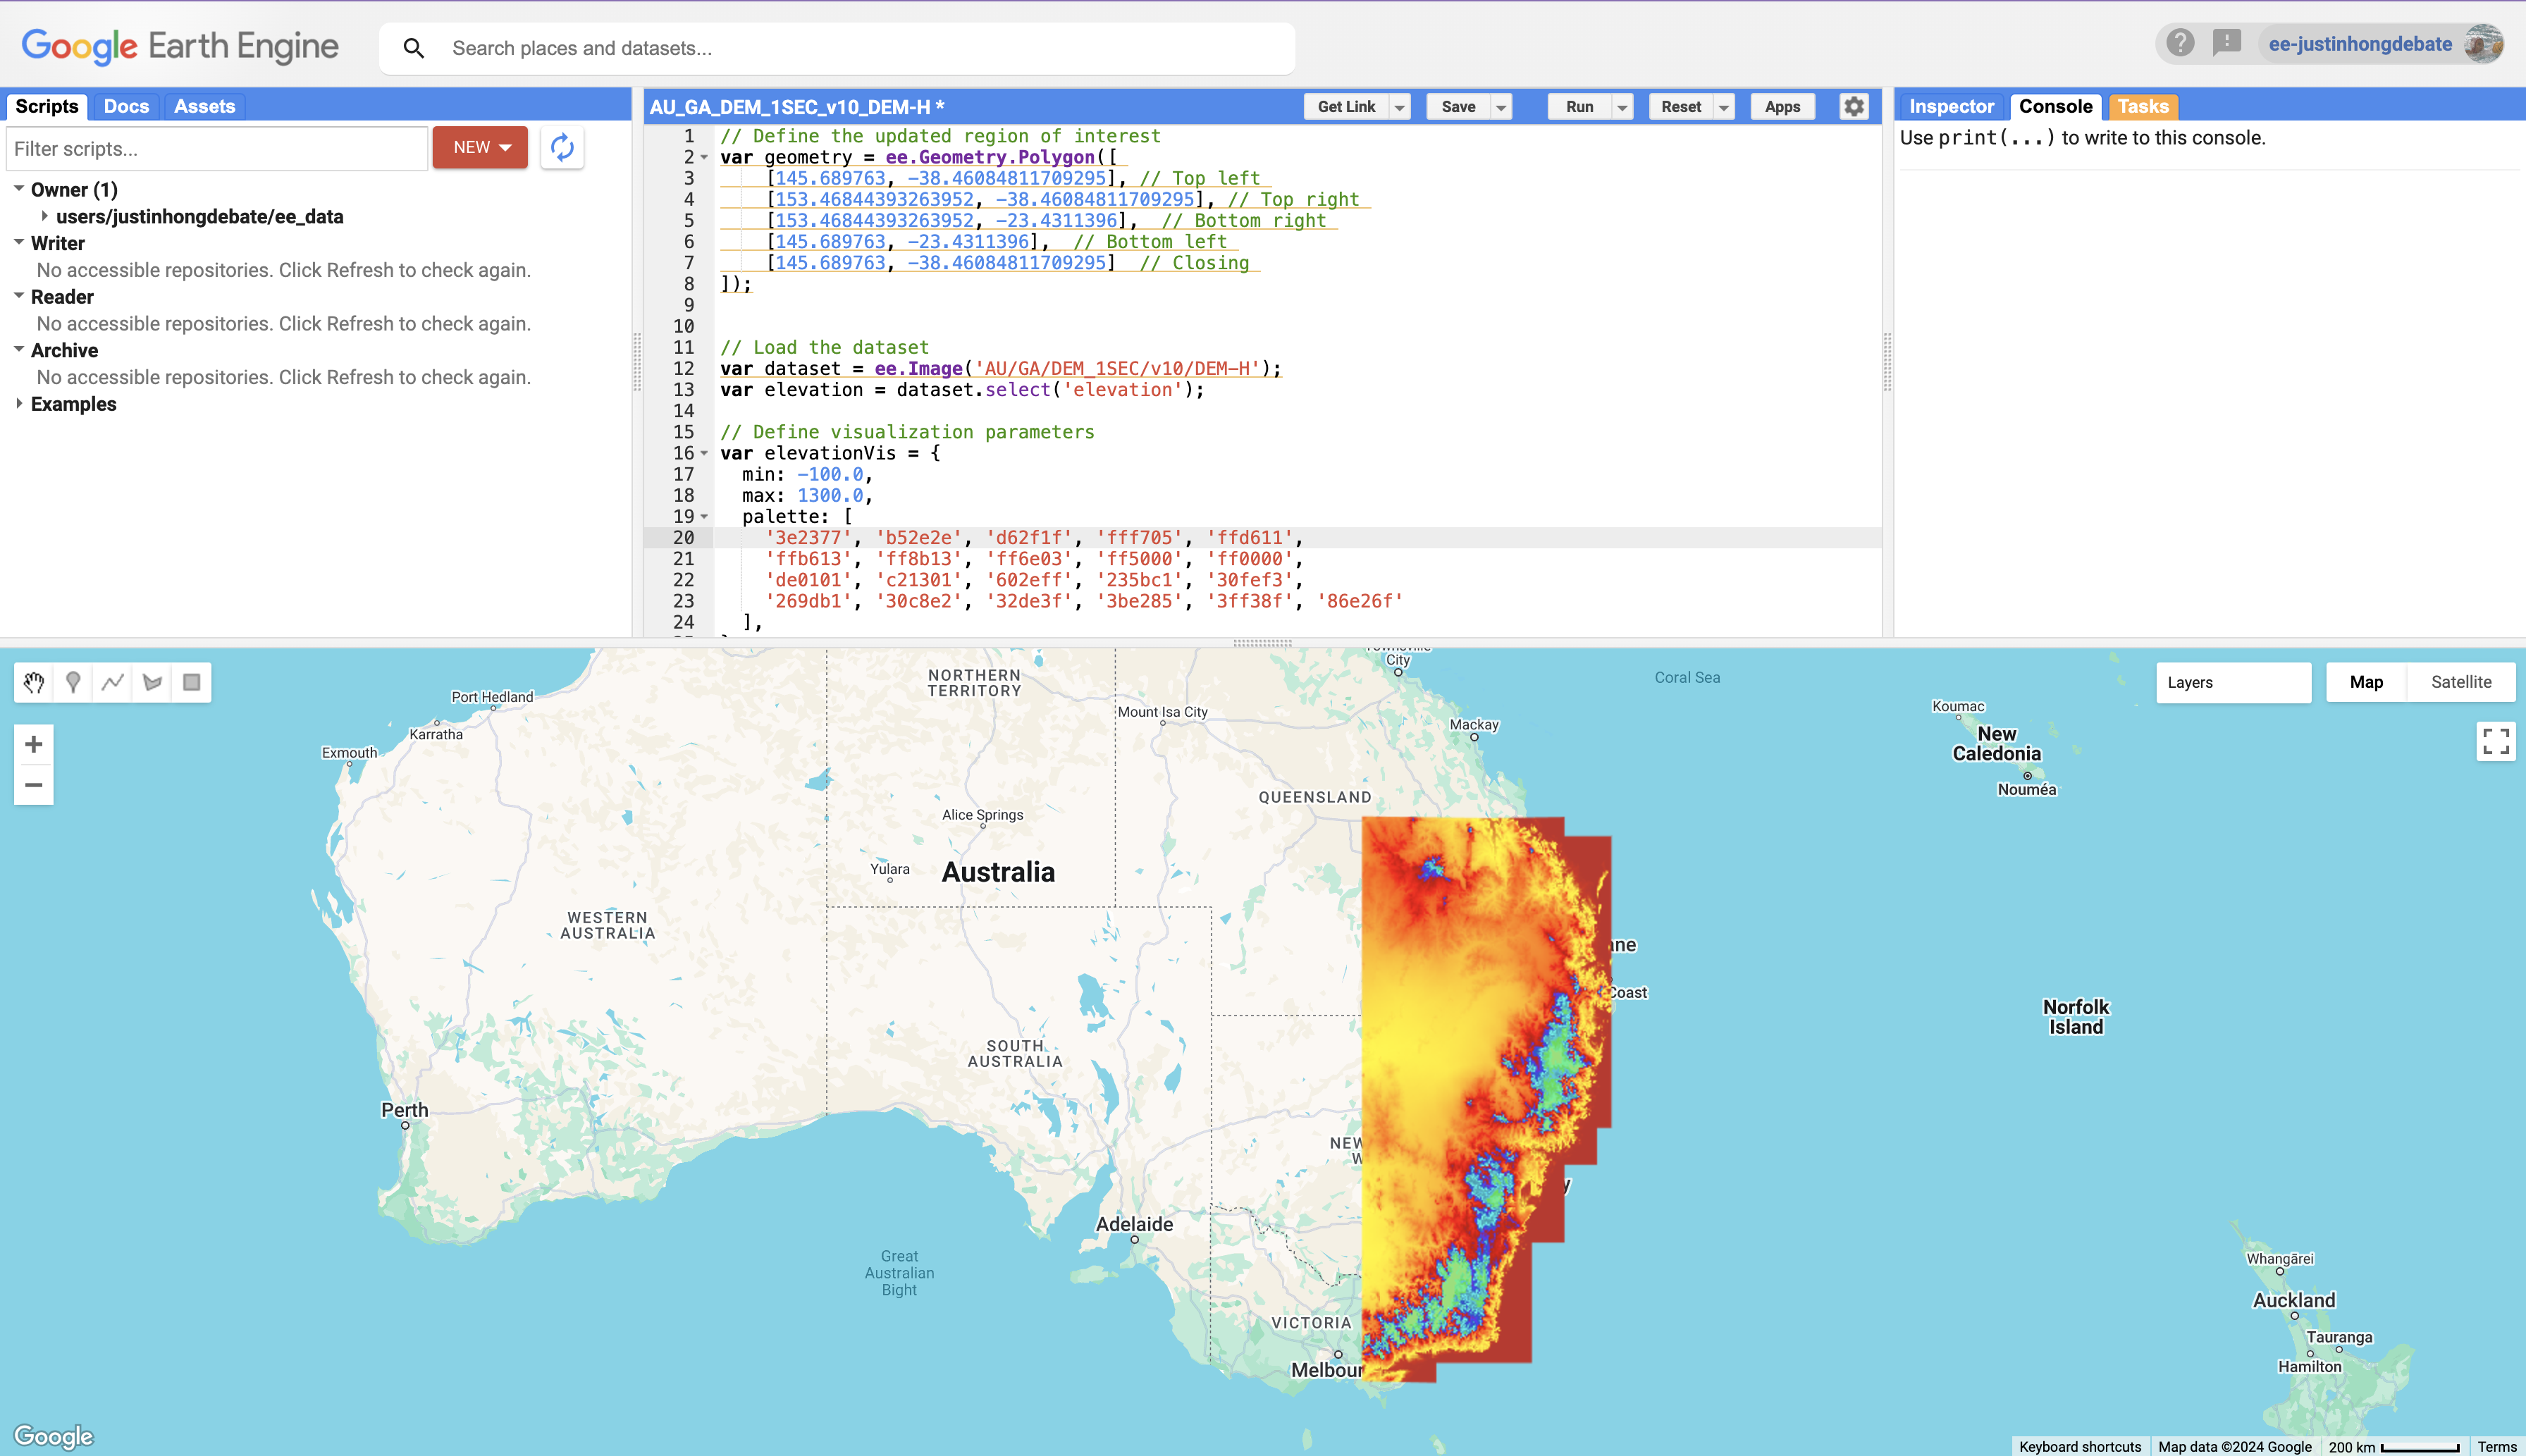 Google Earth Engine
Search places and datasets...
ee-justinhongdebate
Scripts Docs Assets
Filter scripts...
NEW
Owner (1)
users/justinhongdebate/ee_data
Writer
No accessible repositories. Click Refresh to check again.
Reader
No accessible repositories. Click Refresh to check again.
Archive
No accessible repositories. Click Refresh to check again.
Examples
AU_GA_DEM_1SEC_v10_DEM-H *
Get Link Save Run Reset Apps
1 // Define the updated region of interest
2 var geometry = ee.Geometry.Polygon([
3 [145.689763, -38.46084811709295], // Top left
4 [153.46844393263952, -38.46084811709295], // Top right
5 [153.46844393263952, -23.4311396], // Bottom right
6 [145.689763, -23.4311396], // Bottom left
7 [145.689763, -38.46084811709295] // Closing
8 ]);
9
10
11 // Load the dataset
12 var dataset = ee.Image('AU/GA/DEM_1SEC/v10/DEM-H');
13 var elevation = dataset.select('elevation');
14
15 // Define visualization parameters
16 var elevationVis = {
17 min: -100.0,
18 max: 1300.0,
19 palette: [
20 '3e2377', 'b52e2e', 'd62f1f', 'fff705', 'ffd611',
21 'ffb613', 'ff8b13', 'ff6e03', 'ff5000', 'ff0000',
22 'de0101', 'c21301', '602eff', '235bc1', '30fef3',
23 '269db1', '30c8e2', '32de3f', '3be285', '3ff38f', '86e26f'
24 ],
Inspector Console Tasks
Use print(...) to write to this console.
Layers
Map Satellite
Port Hedland
Karratha
Exmouth
NORTHERN
TERRITORY
Mount Isa City
City
Mackay
Coral Sea
Koumac
New
Caledonia
Nouméa
QUEENSLAND
Alice Springs
Yulara
Australia
WESTERN
AUSTRALIA
ne
Coast
Norfolk
Island
SOUTH
AUSTRALIA
Perth
NEW
W
y
Adelaide
Great
Australian
Bight
VICTORIA
Melbour
Whangārei
Auckland
Tauranga
Hamilton
Google
Keyboard shortcuts Map data ©2024 Google 200 km Terms